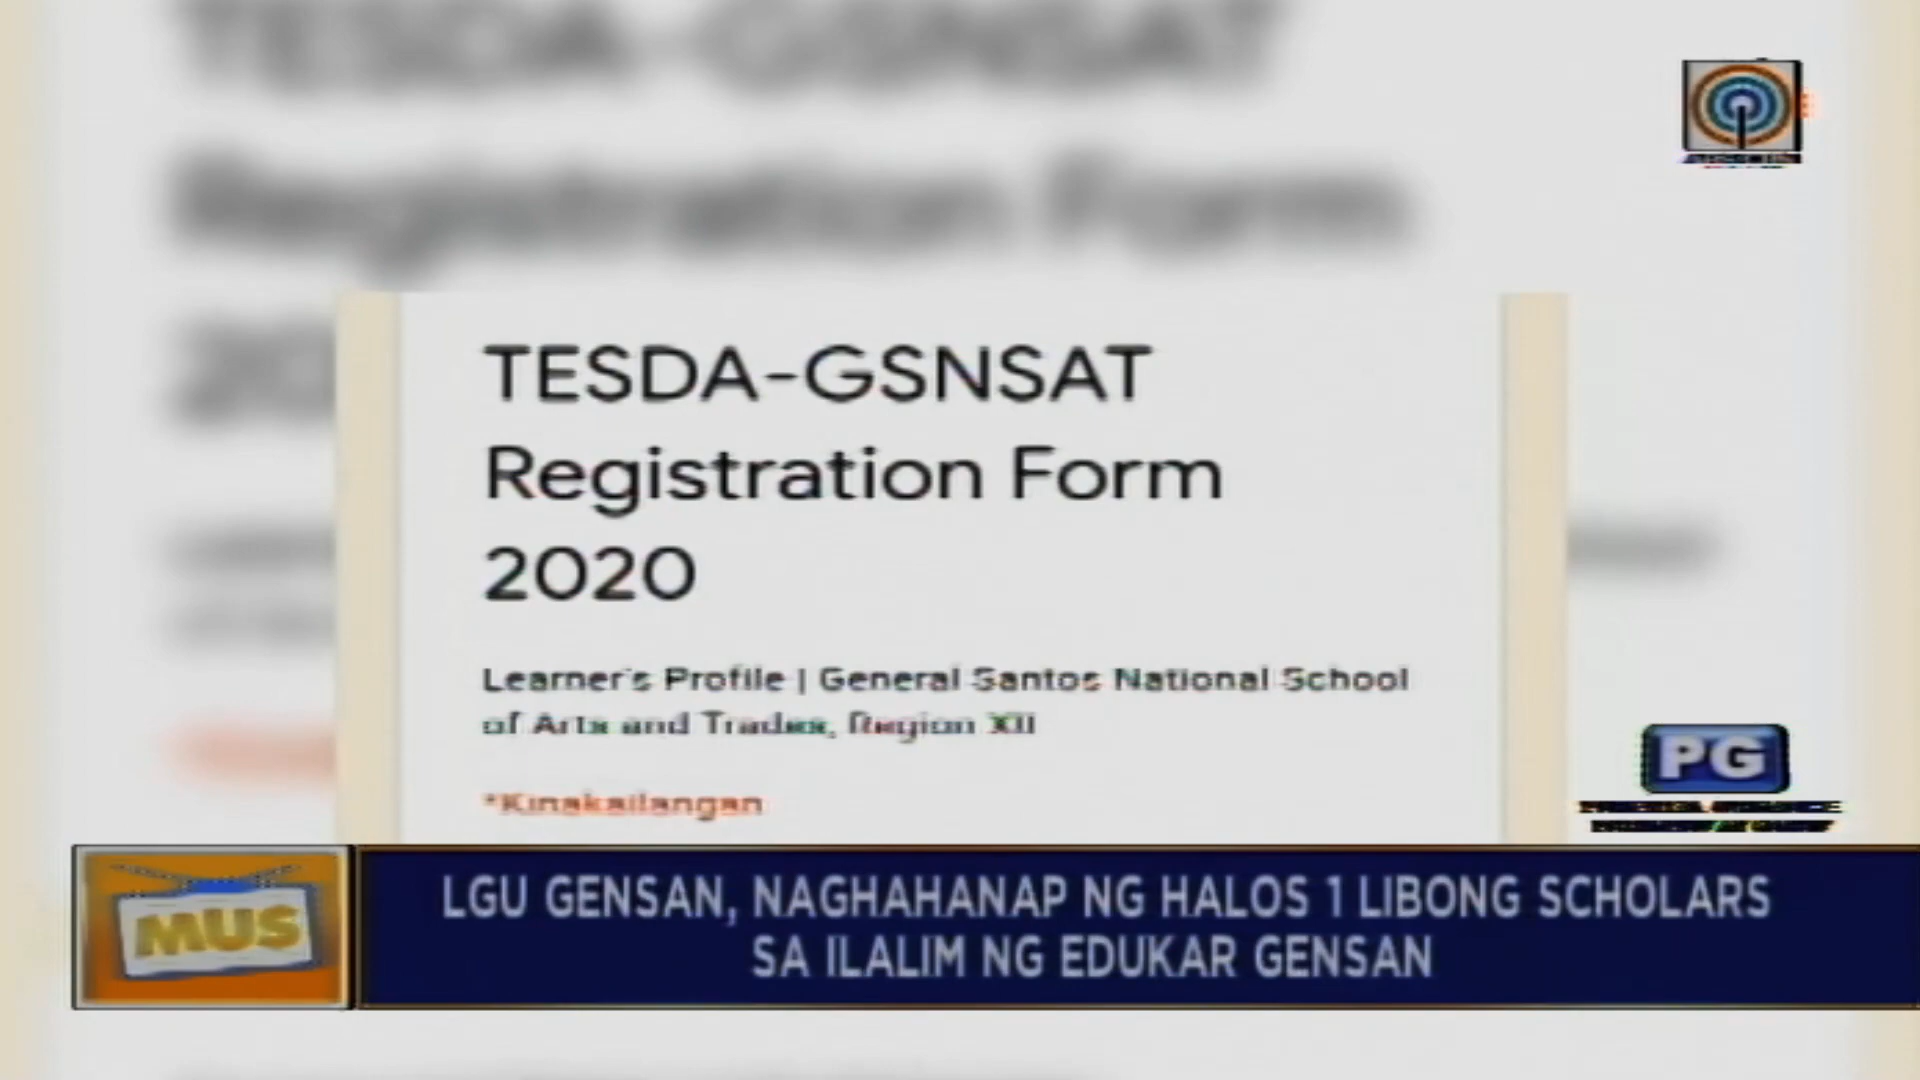 TESDA-GSNSAT
Registration Form
2020
Learner's Profile | General Santos National School
of Arts and Trades, Region XII
*Kinakailangan
PG
MUS
LGU GENSAN, NAGHAHANAP NG HALOS 1 LIBONG SCHOLARS
SA ILALIM NG EDUKAR GENSAN